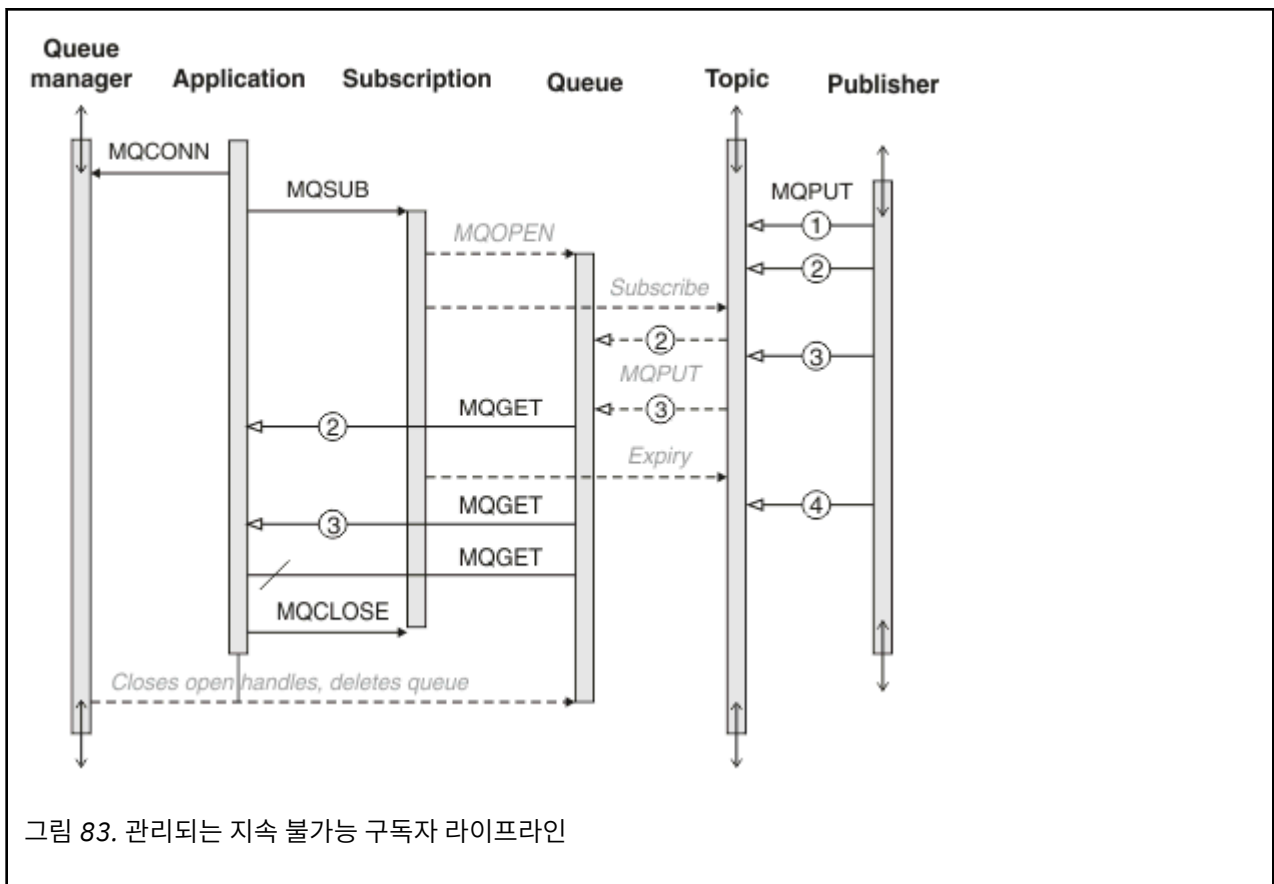 Queue
manager Application Subscription Queue Topic Publisher
MQCONN
MQSUB
MQPUT
①
MQOPEN
②
Subscribe
②
③
MQPUT
MQGET
③
②
Expiry
MQGET
④
③
MQGET
MQCLOSE
Closes open handles, deletes queue
그림 83. 관리되는 지속 불가능 구독자 라이프라인